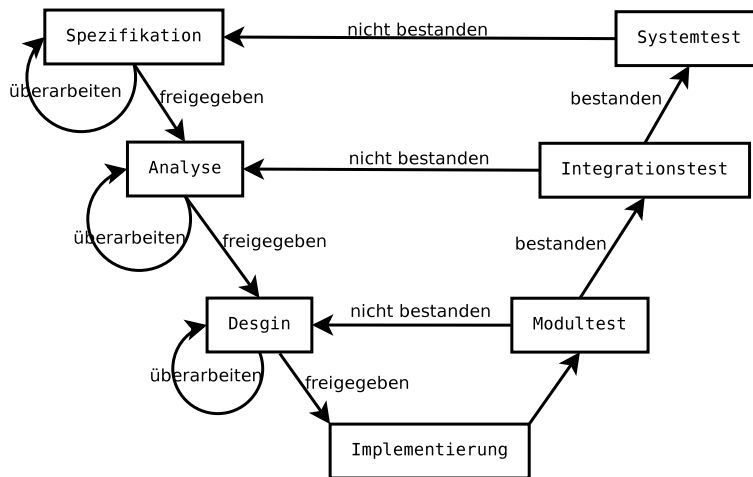 Spezifikation
nicht bestanden
Systemtest
überarbeiten
freigegeben
bestanden
Analyse
nicht bestanden
Integrationstest
überarbeiten
freigegeben
bestanden
Desgin
nicht bestanden
Modultest
überarbeiten
freigegeben
Implementierung